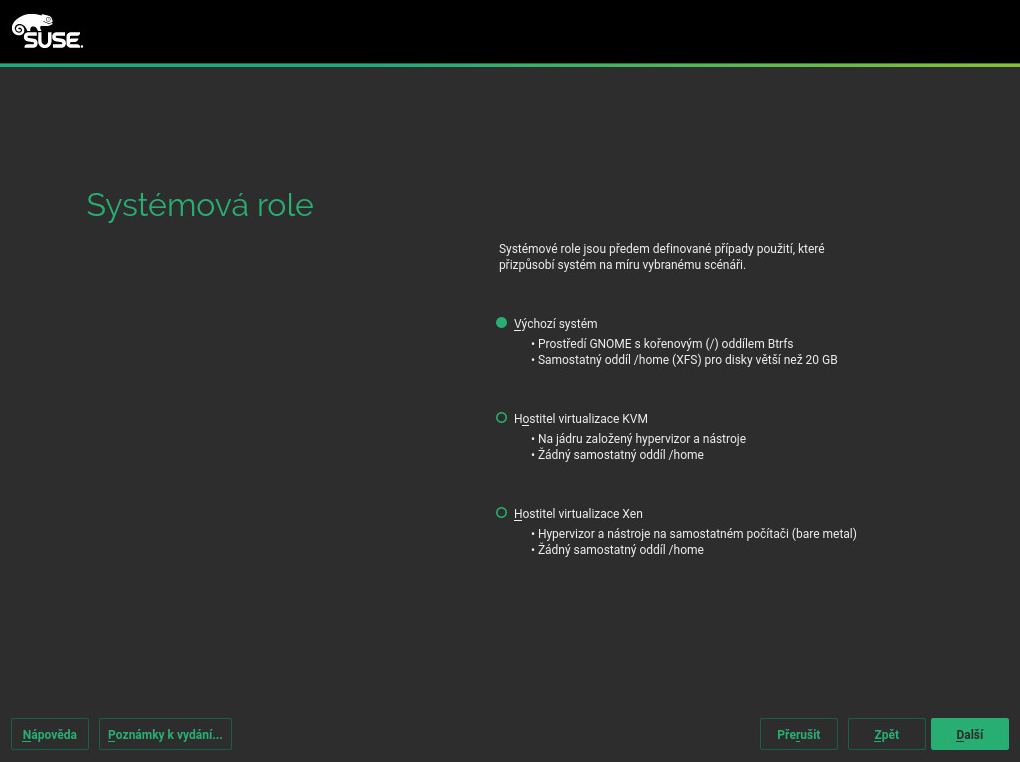 SUSE.
Systémová role
Systémové role jsou předem definované případy použití, které
přizpůsobí systém na míru vybranému scénáři.
Výchozí systém
• Prostředí GNOME s kořenovým (/) oddílem Btrfs
• Samostatný oddíl /home (XFS) pro disky větší než 20 GB
Hostitel virtualizace KVM
• Na jádru založený hypervizor a nástroje
• Žádný samostatný oddíl /home
Hostitel virtualizace Xen
• Hypervizor a nástroje na samostatném počítači (bare metal)
• Žádný samostatný oddíl /home
Nápověda Poznámky k vydání... Přerušit Zpět Další